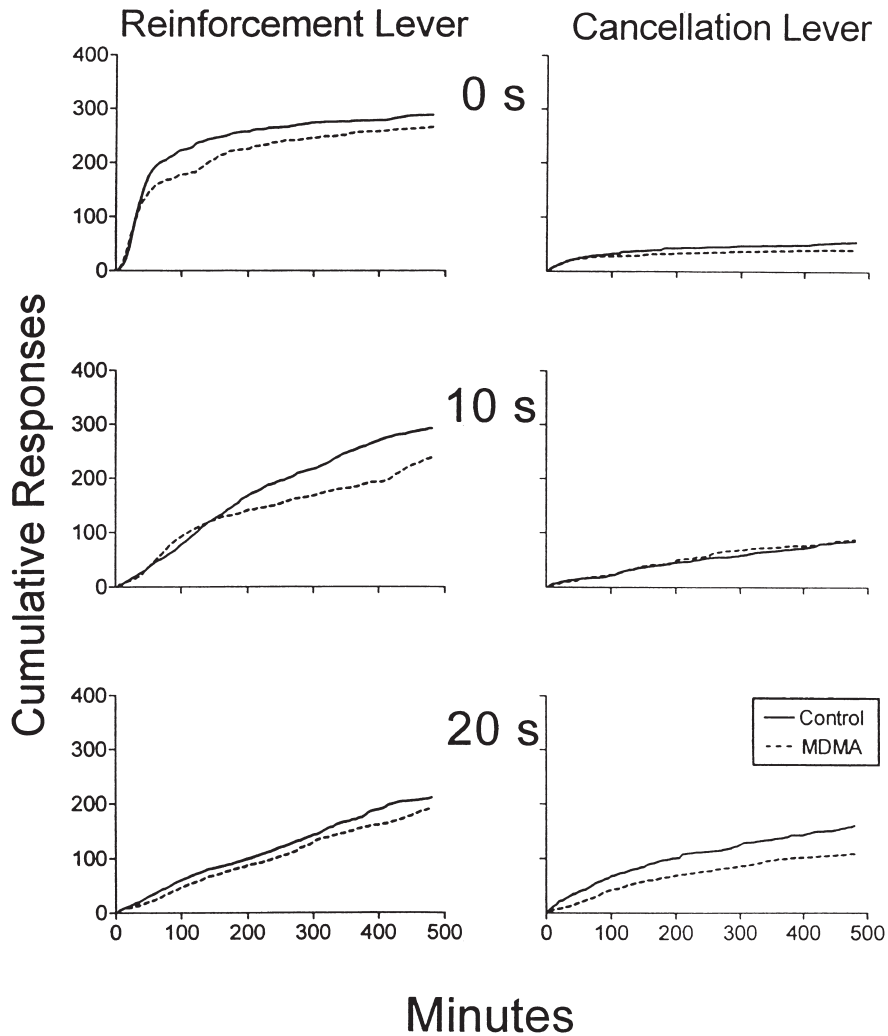 Reinforcement Lever
Cancellation Lever
Cumulative Responses
0 s
400
300
200
100
0
10 s
400
300
200
100
0
20 s
400
300
200
100
0
0 100 200 300 400 500
0 100 200 300 400 500
Control
MDMA
Minutes